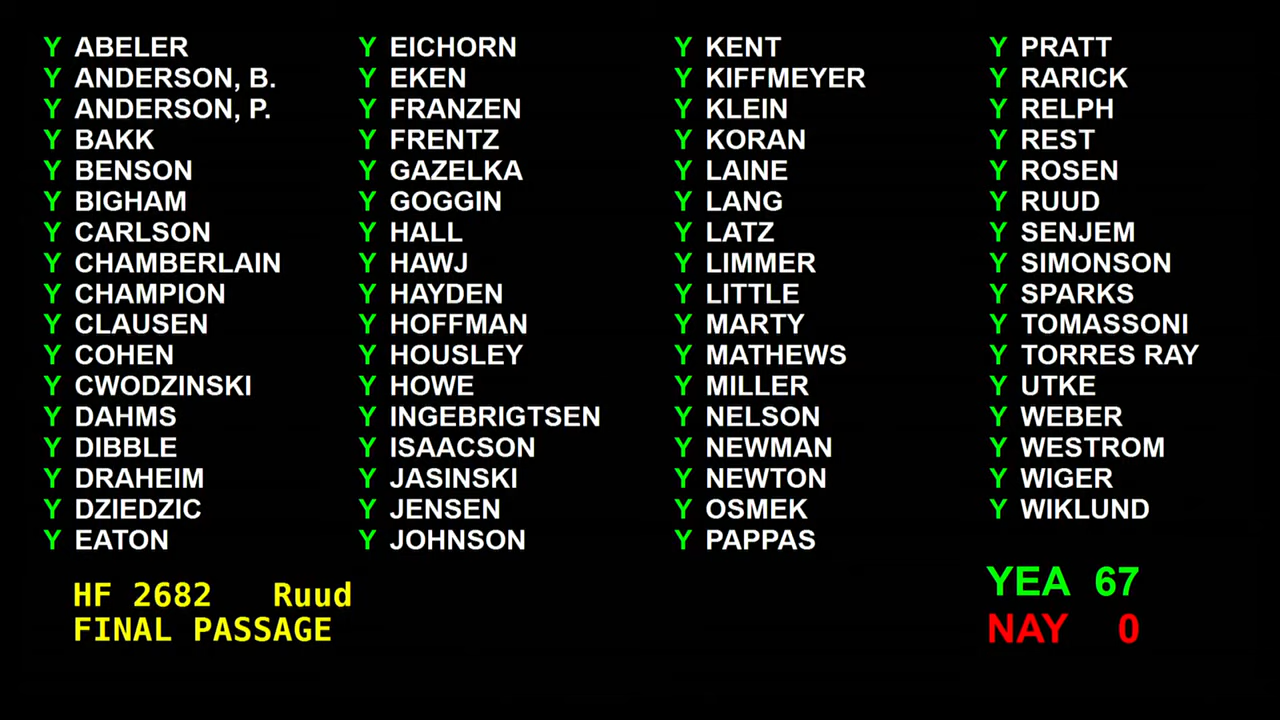 Y ABELER
Y ANDERSON, B.
Y ANDERSON, P.
Y BAKK
Y BENSON
Y BIGHAM
Y CARLSON
Y CHAMBERLAIN
Y CHAMPION
Y CLAUSEN
Y COHEN
Y CWODZINSKI
Y DAHMS
Y DIBBLE
Y DRAHEIM
Y DZIEDZIC
Y EATON
Y EICHORN
Y EKEN
Y FRANZEN
Y FRENTZ
Y GAZELKA
Y GOGGIN
Y HALL
Y HAWJ
Y HAYDEN
Y HOFFMAN
Y HOUSLEY
Y HOWE
Y INGEBRIGTSEN
Y ISAACSON
Y JASINSKI
Y JENSEN
Y JOHNSON
Y KENT
Y KIFFMEYER
Y KLEIN
Y KORAN
Y LAINE
Y LANG
Y LATZ
Y LIMMER
Y LITTLE
Y MARTY
Y MATHEWS
Y MILLER
Y NELSON
Y NEWMAN
Y NEWTON
Y OSMEK
Y PAPPAS
Y PRATT
Y RARICK
Y RELPH
Y REST
Y ROSEN
Y RUUD
Y SENJEM
Y SIMONSON
Y SPARKS
Y TOMASSONI
Y TORRES RAY
Y UTKE
Y WEBER
Y WESTROM
Y WIGER
Y WIKLUND
HF 2682 Ruud
FINAL PASSAGE
YEA 67
NAY 0